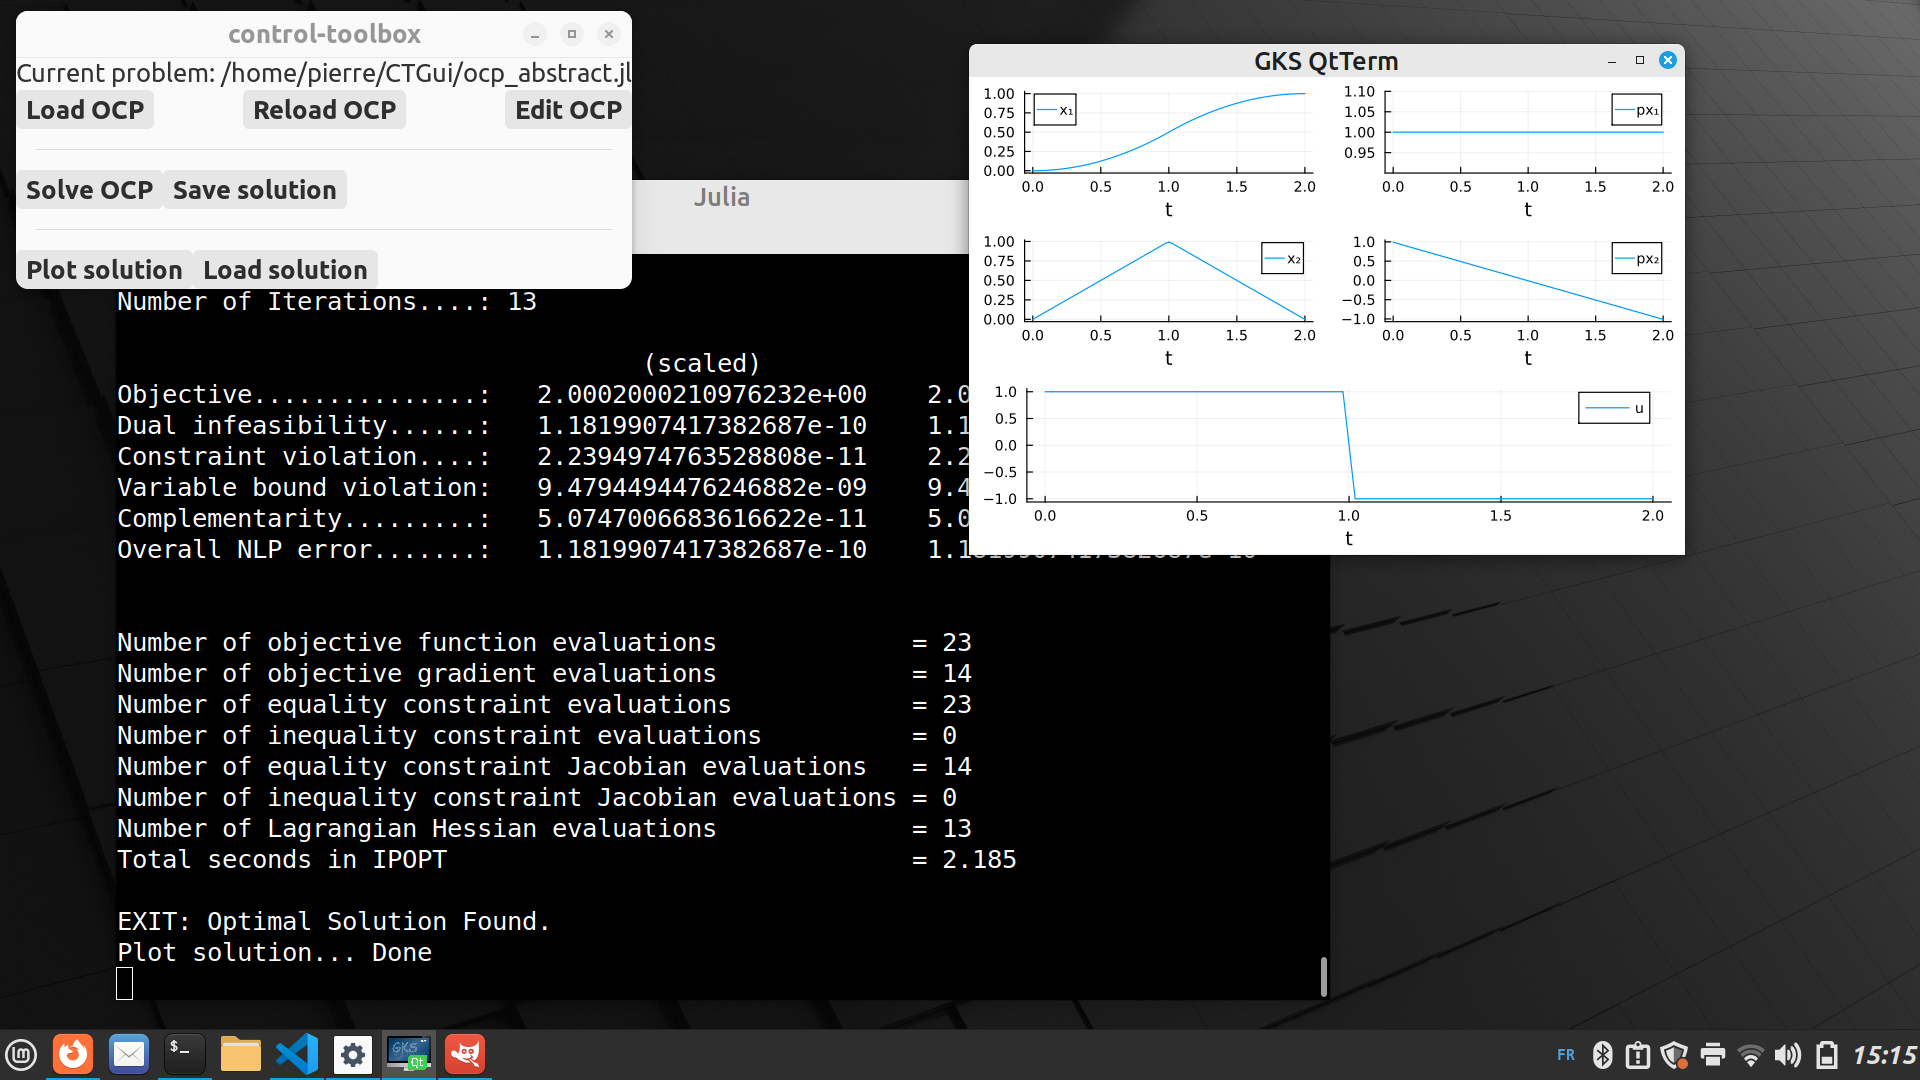 control-toolbox
Current problem: /home/pierre/CTGui/ocp_abstract.jl
Load OCP Reload OCP Edit OCP
Solve OCP Save solution
Plot solution Load solution
Julia
Number of Iterations....: 13
(scaled)
Objective...............: 2.0002000210976232e+00 2.0
Dual infeasibility......: 1.1819907417382687e-10 1.1
Constraint violation....: 2.2394974763528808e-11 2.2
Variable bound violation: 9.4794494476246882e-09 9.4
Complementarity.........: 5.0747006683616622e-11 5.0
Overall NLP error.......: 1.1819907417382687e-10 1.1819907417382687e-10
Number of objective function evaluations = 23
Number of objective gradient evaluations = 14
Number of equality constraint evaluations = 23
Number of inequality constraint evaluations = 0
Number of equality constraint Jacobian evaluations = 14
Number of inequality constraint Jacobian evaluations = 0
Number of Lagrangian Hessian evaluations = 13
Total seconds in IPOPT = 2.185
EXIT: Optimal Solution Found.
Plot solution... Done
GKS QtTerm
1.00
0.75
0.50
0.25
0.00
x₁
0.0 0.5 1.0 1.5 2.0
t
1.10
1.05
1.00
0.95
px₁
0.0 0.5 1.0 1.5 2.0
t
1.00
0.75
0.50
0.25
0.00
x₂
0.0 0.5 1.0 1.5 2.0
t
1.0
0.5
0.0
−0.5
−1.0
px₂
0.0 0.5 1.0 1.5 2.0
t
1.0
0.5
0.0
−0.5
−1.0
u
0.0 0.5 1.0 1.5 2.0
t
$_
GKS
Qt
FR
15:15